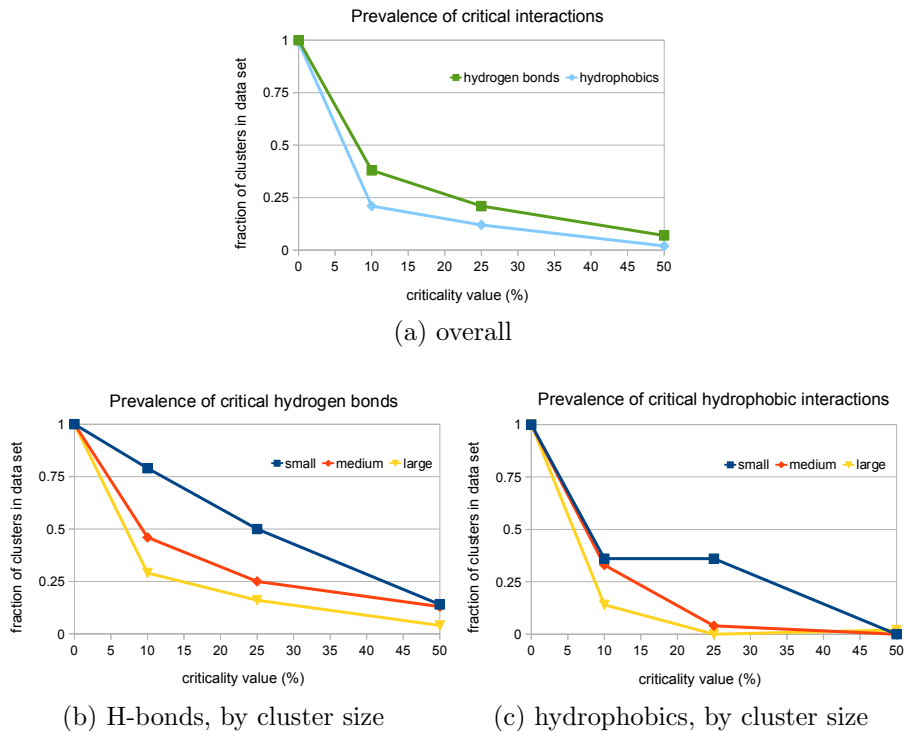 Prevalence of critical interactions
fraction of clusters in data set
1
0.75
0.5
0.25
0
hydrogen bonds hydrophobics
0 5 10 15 20 25 30 35 40 45 50
criticality value (%)
(a) overall
Prevalence of critical hydrogen bonds
fraction of clusters in data set
1
0.75
0.5
0.25
0
small medium large
0 5 10 15 20 25 30 35 40 45 50
criticality value (%)
(b) H-bonds, by cluster size
Prevalence of critical hydrophobic interactions
fraction of clusters in data set
1
0.75
0.5
0.25
0
small medium large
0 5 10 15 20 25 30 35 40 45 50
criticality value (%)
(c) hydrophobics, by cluster size